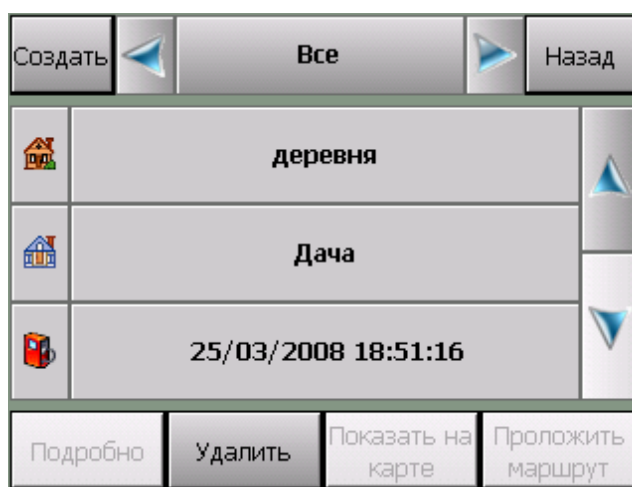 Создать
Все
Назад
деревня
Дача
25/03/2008 18:51:16
Подробно
Удалить
Показать на
карте
Проложить
маршрут